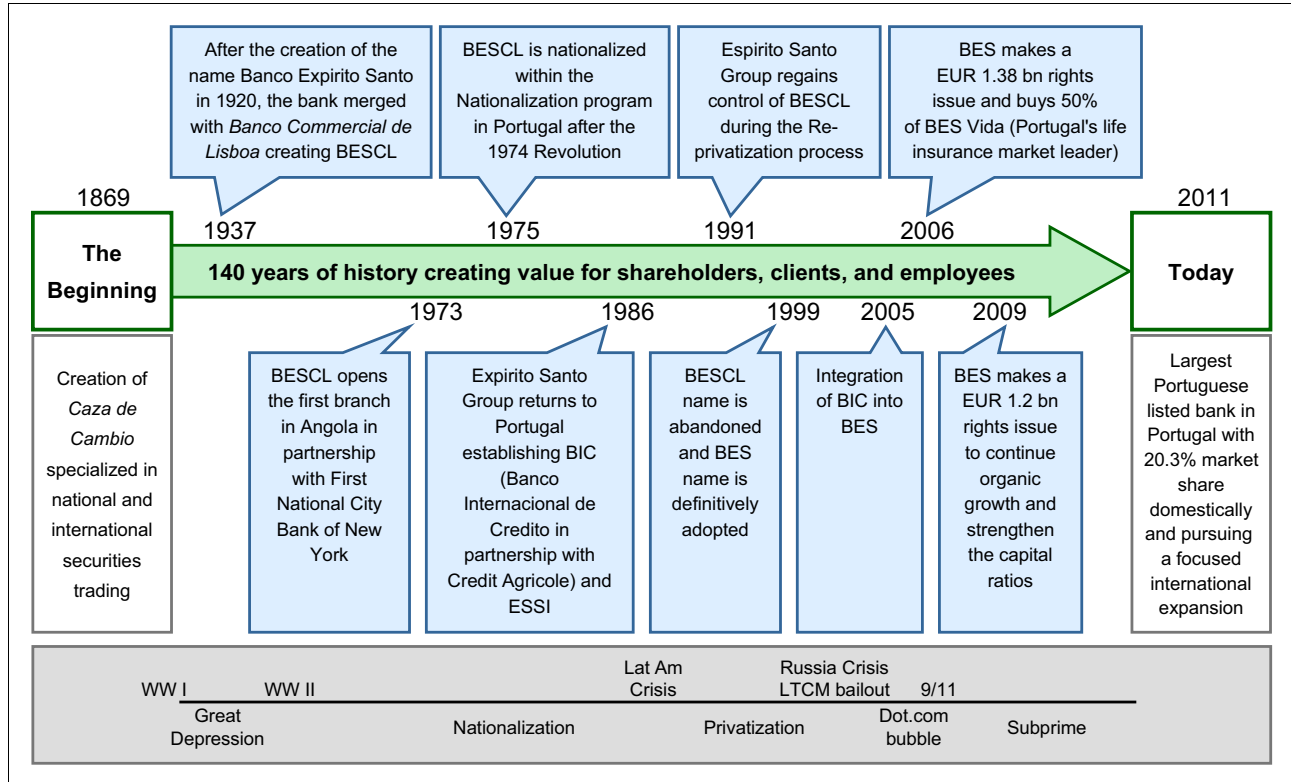 After the creation of the
name Banco Expirito Santo
in 1920, the bank merged
with Banco Commercial de
Lisboa creating BESCL
BESCL is nationalized
within the
Nationalization program
in Portugal after the
1974 Revolution
Espirito Santo
Group regains
control of BESCL
during the Re-
privatization process
BES makes a
EUR 1.38 bn rights
issue and buys 50%
of BES Vida (Portugal's life
insurance market leader)
1869
1937
1975
1991
2006
2011
The
Beginning
140 years of history creating value for shareholders, clients, and employees
Today
1973
1986
1999
2005
2009
Creation of
Caza de
Cambio
specialized in
national and
international
securities
trading
BESCL opens
the first branch
in Angola in
partnership
with First
National City
Bank of New
York
Expirito Santo
Group returns to
Portugal
establishing BIC
(Banco
Internacional de
Credito in
partnership with
Credit Agricole) and
ESSI
BESCL
name is
abandoned
and BES
name is
definitively
adopted
Integration
of BIC into
BES
BES makes a
EUR 1.2 bn
rights issue
to continue
organic
growth and
strengthen
the capital
ratios
Largest
Portuguese
listed bank in
Portugal with
20.3% market
share
domestically
and pursuing
a focused
international
expansion
WW I
WW II
Lat Am
Crisis
Russia Crisis
LTCM bailout
9/11
Great
Depression
Nationalization
Privatization
Dot.com
bubble
Subprime